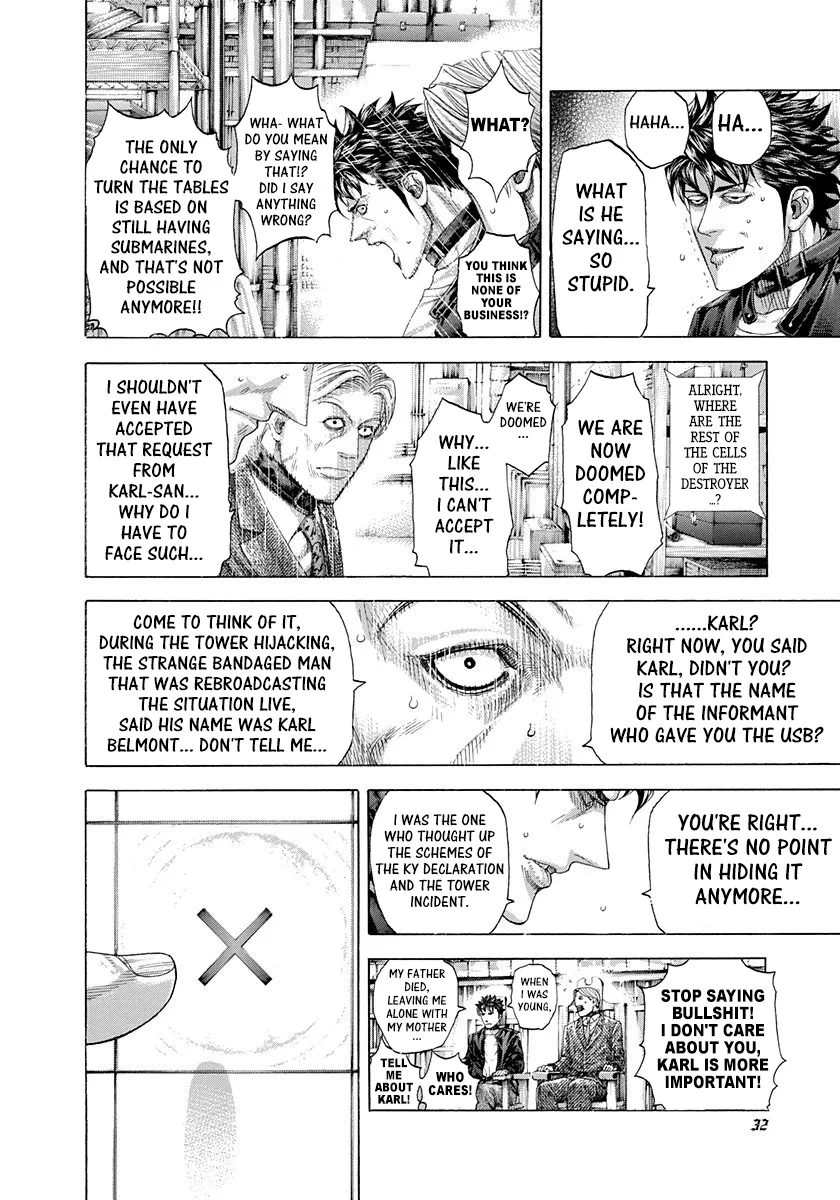 HA...
HAHA...
WHAT
IS HE
SAYING...
SO
STUPID.
WHAT?
YOU THINK
THIS IS
NONE OF
YOUR
BUSINESS!?
WHA- WHAT
DO YOU MEAN
BY SAYING
THAT!?
DID I SAY
ANYTHING
WRONG?
THE ONLY
CHANCE TO
TURN THE TABLES
IS BASED ON
STILL HAVING
SUBMARINES,
AND THAT'S NOT
POSSIBLE
ANYMORE!!
ALRIGHT,
WHERE
ARE THE
REST OF
THE CELLS
OF THE
DESTROYER
...?
WE ARE
NOW
DOOMED
COMP-
LETELY!
WE'RE
DOOMED
...
WHY...
LIKE
THIS...
I CAN'T
ACCEPT
IT...
I SHOULDN'T
EVEN HAVE
ACCEPTED
THAT REQUEST
FROM
KARL-SAN...
WHY DO I
HAVE TO
FACE SUCH...
......KARL?
RIGHT NOW, YOU SAID
KARL, DIDN'T YOU?
IS THAT THE NAME
OF THE INFORMANT
WHO GAVE YOU THE USB?
COME TO THINK OF IT,
DURING THE TOWER HIJACKING,
THE STRANGE BANDAGED MAN
THAT WAS REBROADCASTING
THE SITUATION LIVE,
SAID HIS NAME WAS KARL
BELMONT... DON'T TELL ME...
YOU'RE RIGHT...
THERE'S NO POINT
IN HIDING IT
ANYMORE...
I WAS THE ONE
WHO THOUGHT UP
THE SCHEMES OF
THE KY DECLARATION
AND THE TOWER
INCIDENT.
STOP SAYING
BULLSHIT!
I DON'T CARE
ABOUT YOU,
KARL IS MORE
IMPORTANT!
WHEN
I WAS
YOUNG,
MY FATHER
DIED,
LEAVING ME
ALONE WITH
MY MOTHER
...
WHO
CARES!
TELL
ME
ABOUT
KARL!
32